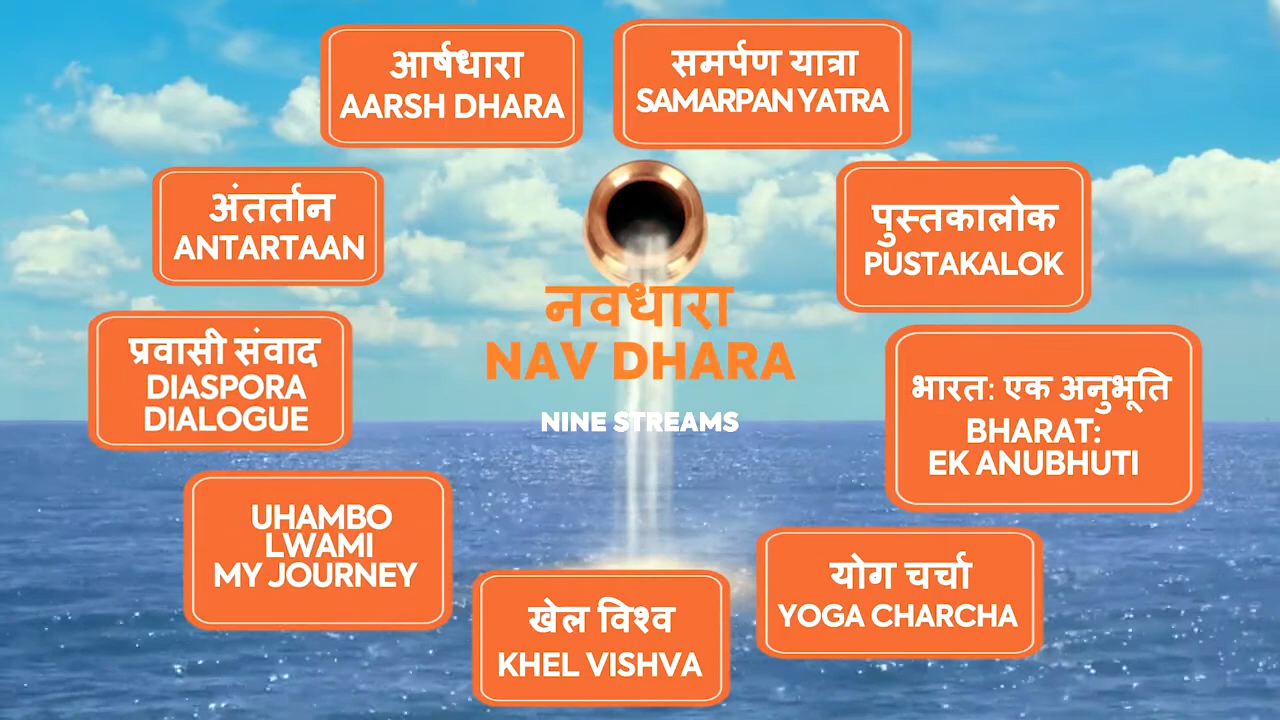 आर्षधारा
AARSH DHARA
समर्पण यात्रा
SAMARPAN YATRA
अंतर्तान
ANTARTAAN
पुस्तकालोक
PUSTAKALOK
नवधारा
NAV DHARA
NINE STREAMS
प्रवासी संवाद
DIASPORA
DIALOGUE
भारत: एक अनुभूति
BHARAT:
EK ANUBHUTI
UHAMBO
LWAMI
MY JOURNEY
योग चर्चा
YOGA CHARCHA
खेल विश्व
KHEL VISHVA